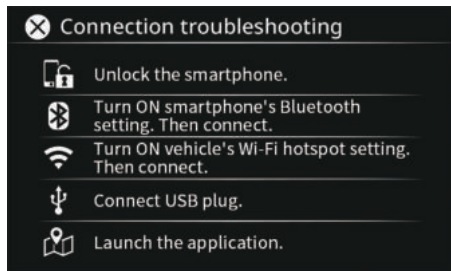 Connection troubleshooting
Unlock the smartphone.
Turn ON smartphone's Bluetooth
setting. Then connect.
Turn ON vehicle's Wi-Fi hotspot setting.
Then connect.
Connect USB plug.
Launch the application.